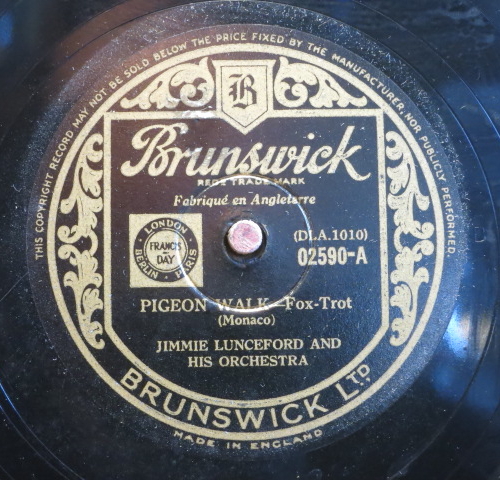 THIS COPYRIGHT RECORD MAY NOT BE SOLD BELOW THE PRICE FIXED BY THE MANUFACTURER, NOR PUBLICLY PERFORMED
B
Brunswick
REGD TRADE MARK
Fabriqué en Angleterre
LONDON
FRANCIS DAY
BERLIN • PARIS
(DLA.1010)
02590-A
PIGEON WALK—Fox-Trot
(Monaco)
JIMMIE LUNCEFORD AND
HIS ORCHESTRA
BRUNSWICK LTD
MADE IN ENGLAND